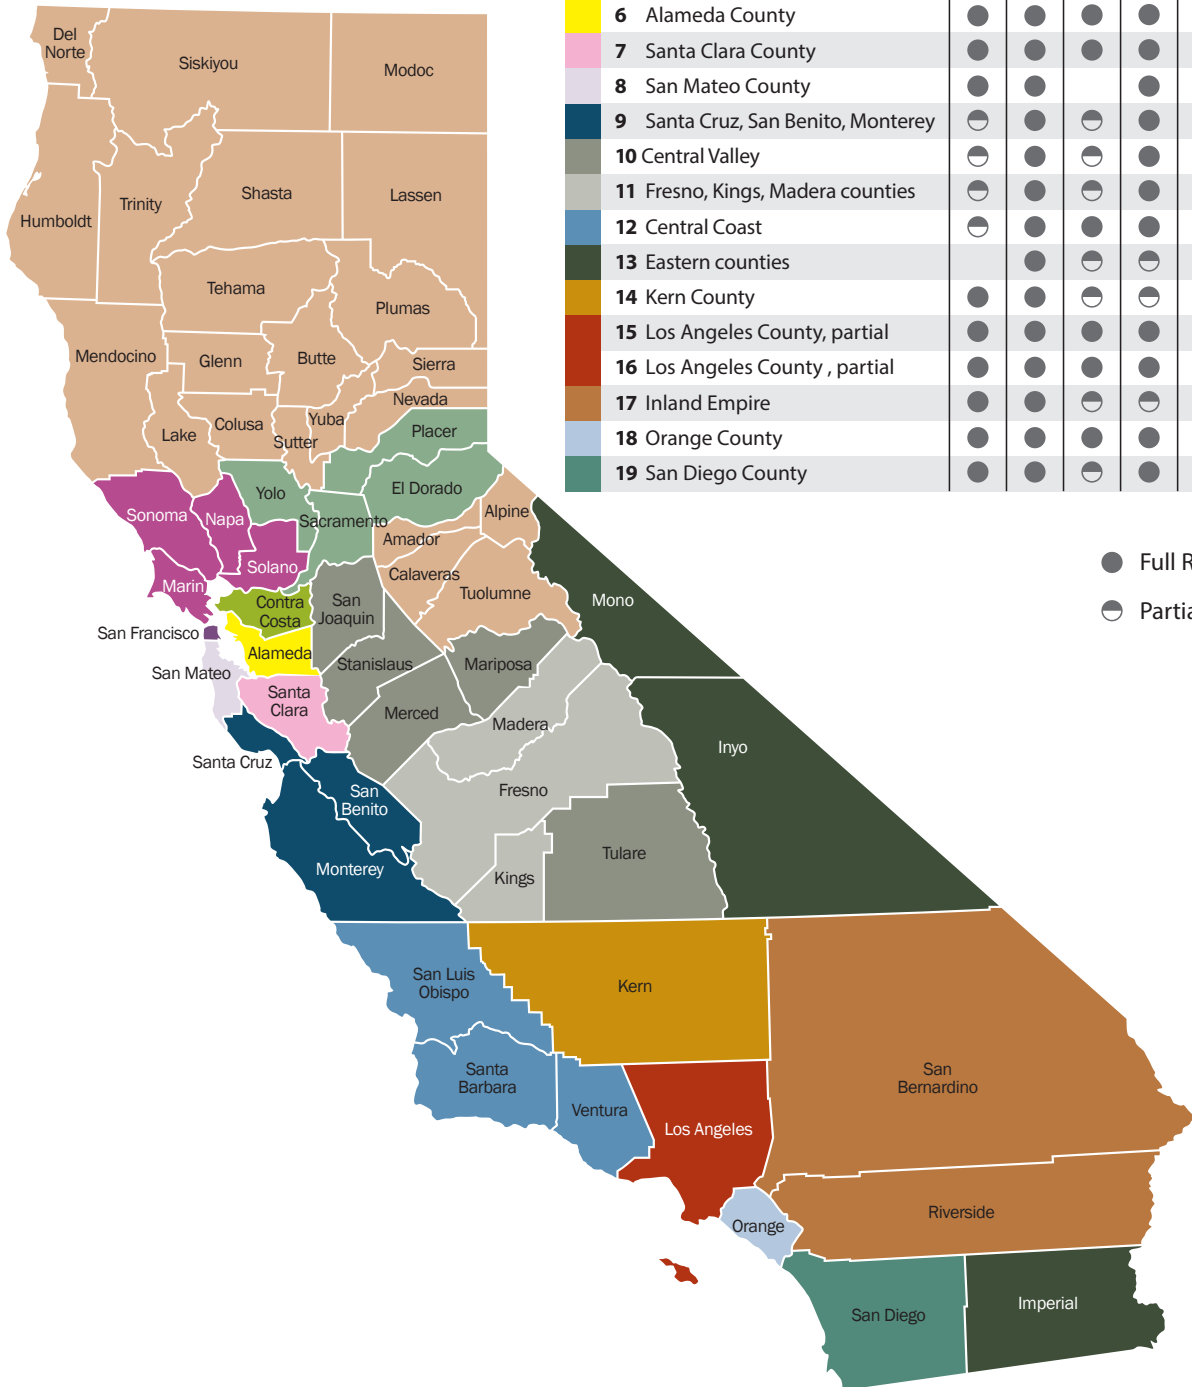 6 Alameda County
7 Santa Clara County
8 San Mateo County
9 Santa Cruz, San Benito, Monterey
10 Central Valley
11 Fresno, Kings, Madera counties
12 Central Coast
13 Eastern counties
14 Kern County
15 Los Angeles County, partial
16 Los Angeles County , partial
17 Inland Empire
18 Orange County
19 San Diego County
Full R
Partia
Del
Norte
Siskiyou
Modoc
Humboldt
Trinity
Shasta
Lassen
Tehama
Plumas
Mendocino
Glenn
Butte
Sierra
Nevada
Lake
Colusa
Sutter
Yuba
Placer
El Dorado
Yolo
Sonoma
Napa
Sacramento
Alpine
Amador
Solano
Marin
Calaveras
Tuolumne
Contra
Costa
San
Joaquin
Mono
San Francisco
Alameda
Stanislaus
Mariposa
San Mateo
Santa
Clara
Merced
Madera
Inyo
Santa Cruz
San
Benito
Fresno
Tulare
Monterey
Kings
San Luis
Obispo
Kern
Santa
Barbara
Ventura
Los Angeles
San
Bernardino
Orange
Riverside
San Diego
Imperial